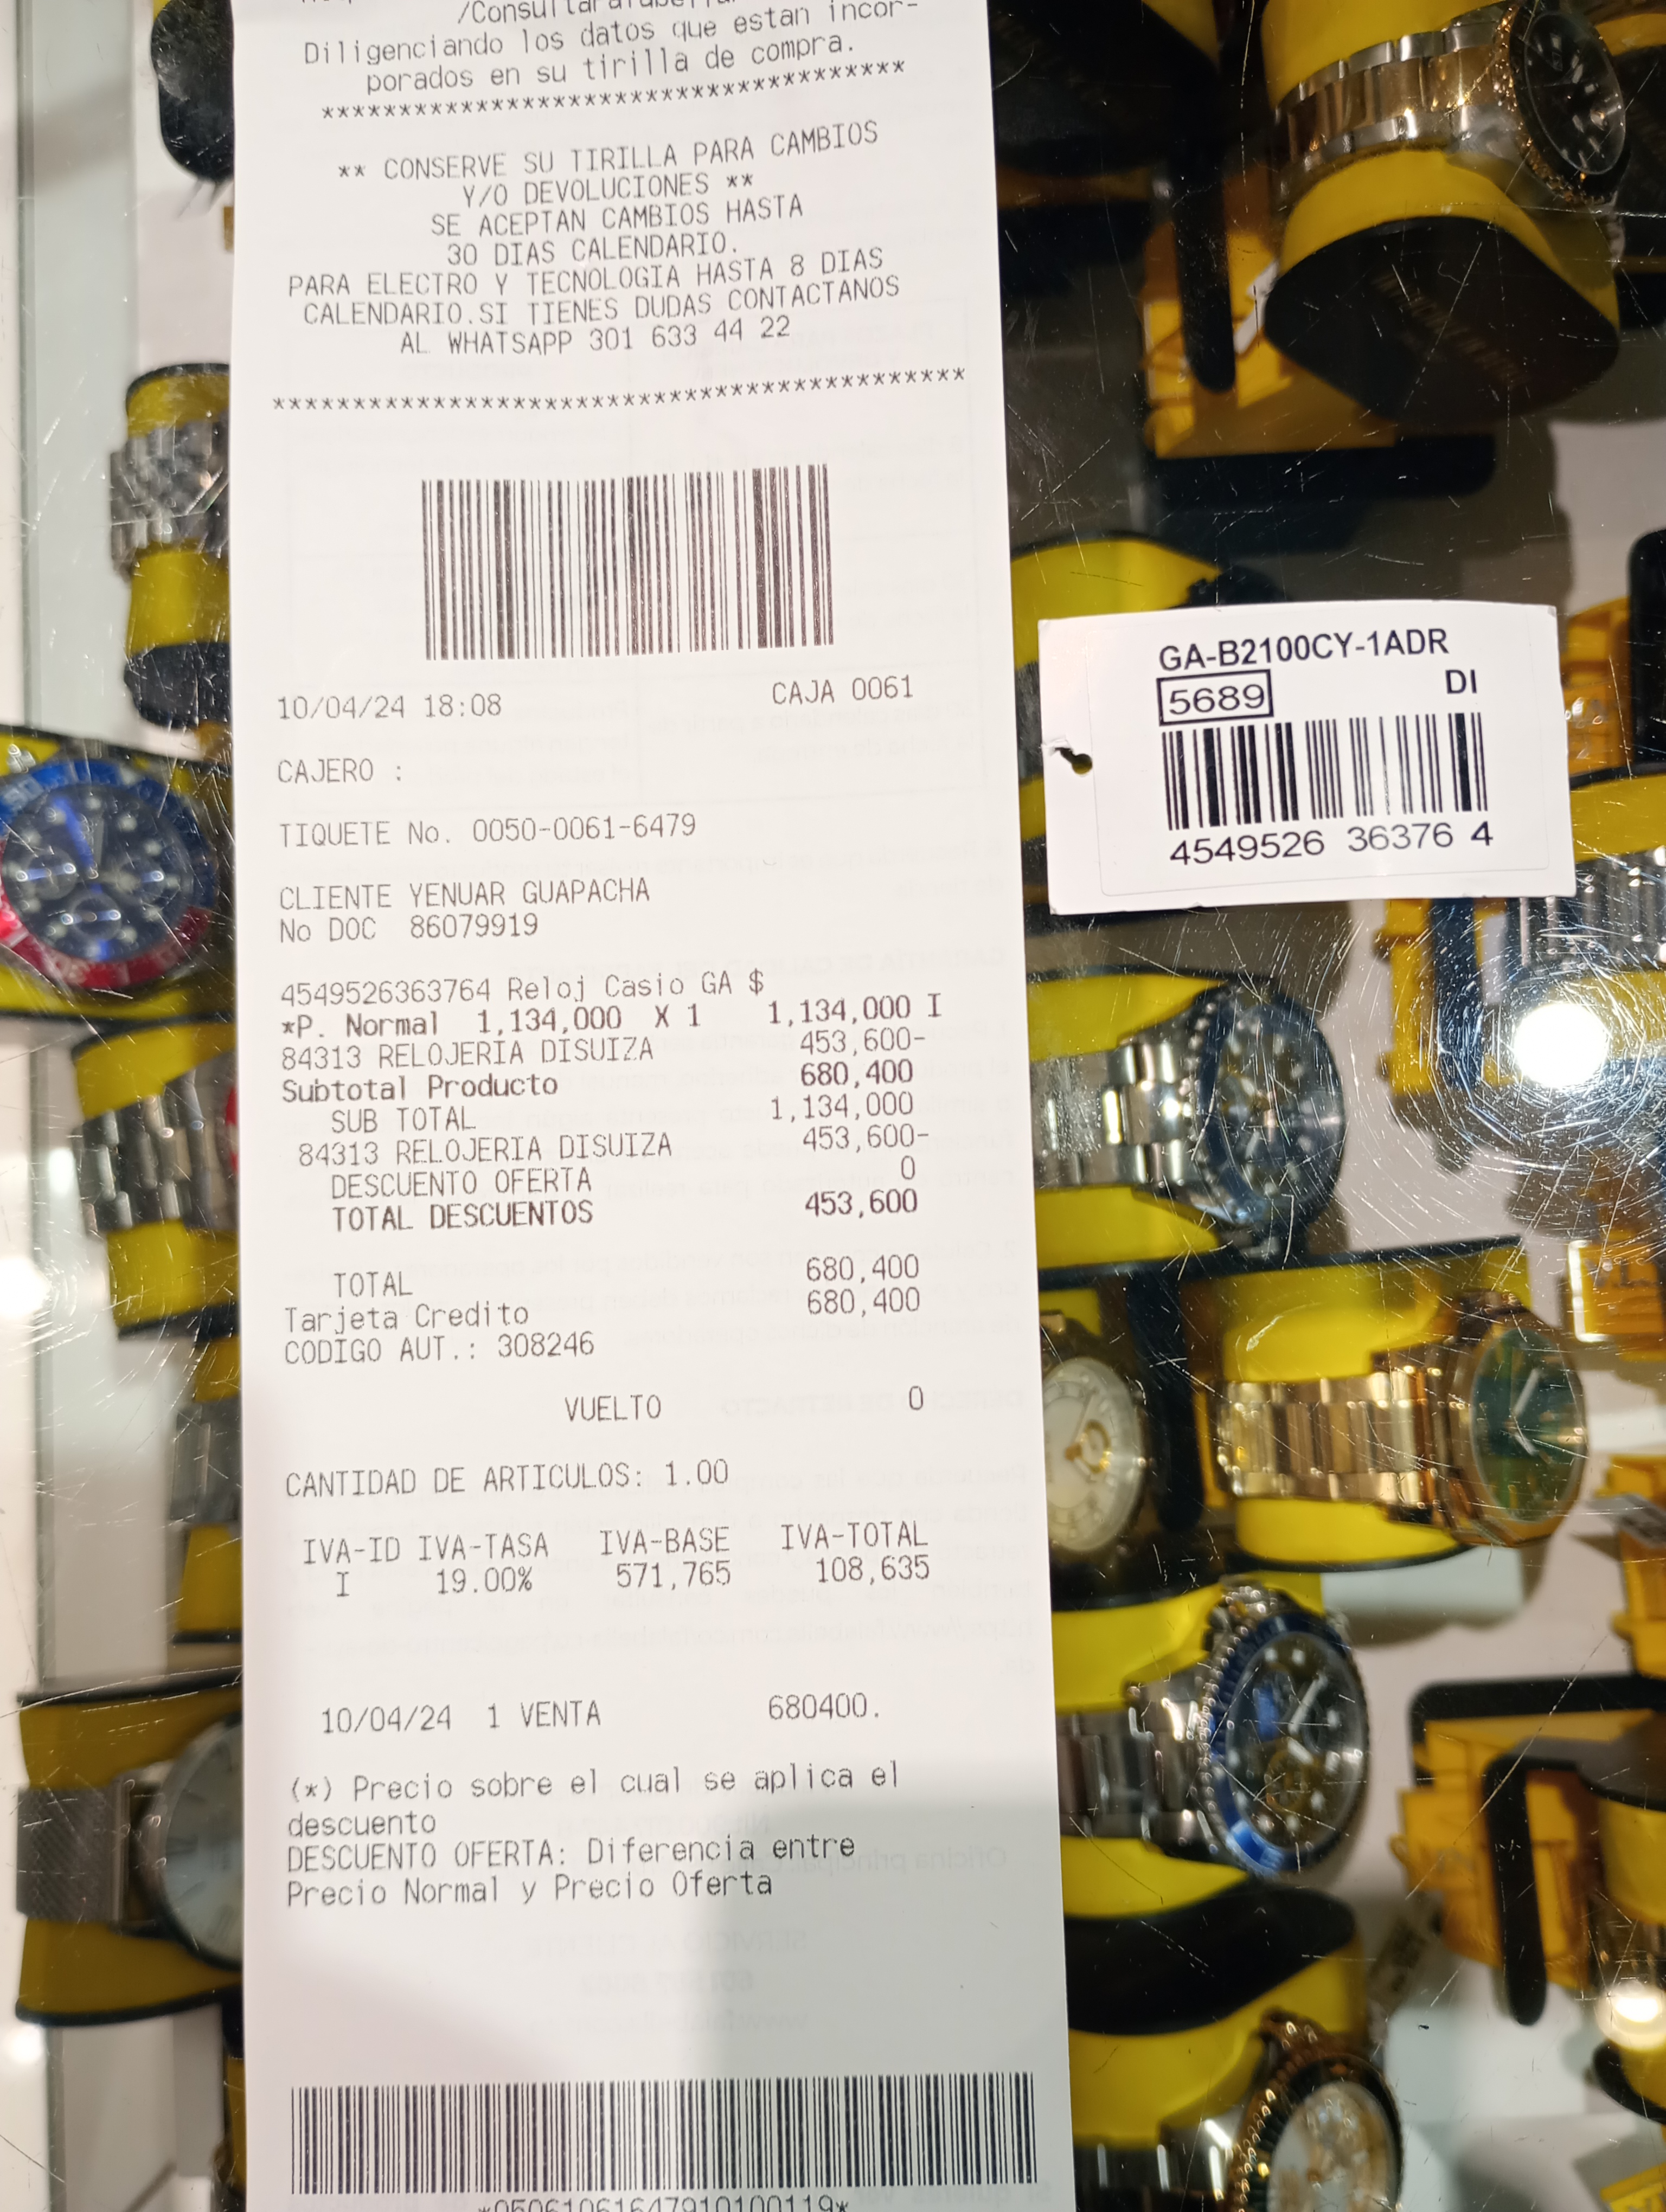 Diligenciando los datos que estan incor-
porados en su tirilla de compra.
***********************************
** CONSERVE SU TIRILLA PARA CAMBIOS
Y/O DEVOLUCIONES **
SE ACEPTAN CAMBIOS HASTA
30 DIAS CALENDARIO.
PARA ELECTRO Y TECNOLOGIA HASTA 8 DIAS
CALENDARIO.SI TIENES DUDAS CONTACTANOS
AL WHATSAPP 301 633 44 22
******************************************
10/04/24 18:08 CAJA 0061
CAJERO :
TIQUETE No. 0050-0061-6479
CLIENTE YENUAR GUAPACHA
No DOC 86079919
4549526363764 Reloj Casio GA $
*P. Normal 1,134,000 X 1 1,134,000 I
84313 RELOJERIA DISUIZA 453,600-
Subtotal Producto 680,400
SUB TOTAL 1,134,000
84313 RELOJERIA DISUIZA 453,600-
DESCUENTO OFERTA 0
TOTAL DESCUENTOS 453,600
TOTAL 680,400
Tarjeta Credito 680,400
CODIGO AUT.: 308246
VUELTO 0
CANTIDAD DE ARTICULOS: 1.00
IVA-ID IVA-TASA IVA-BASE IVA-TOTAL
I 19.00% 571,765 108,635
10/04/24 1 VENTA 680400.
(*) Precio sobre el cual se aplica el
descuento
DESCUENTO OFERTA: Diferencia entre
Precio Normal y Precio Oferta
GA-B2100CY-1ADR
5689 DI
4549526 36376 4